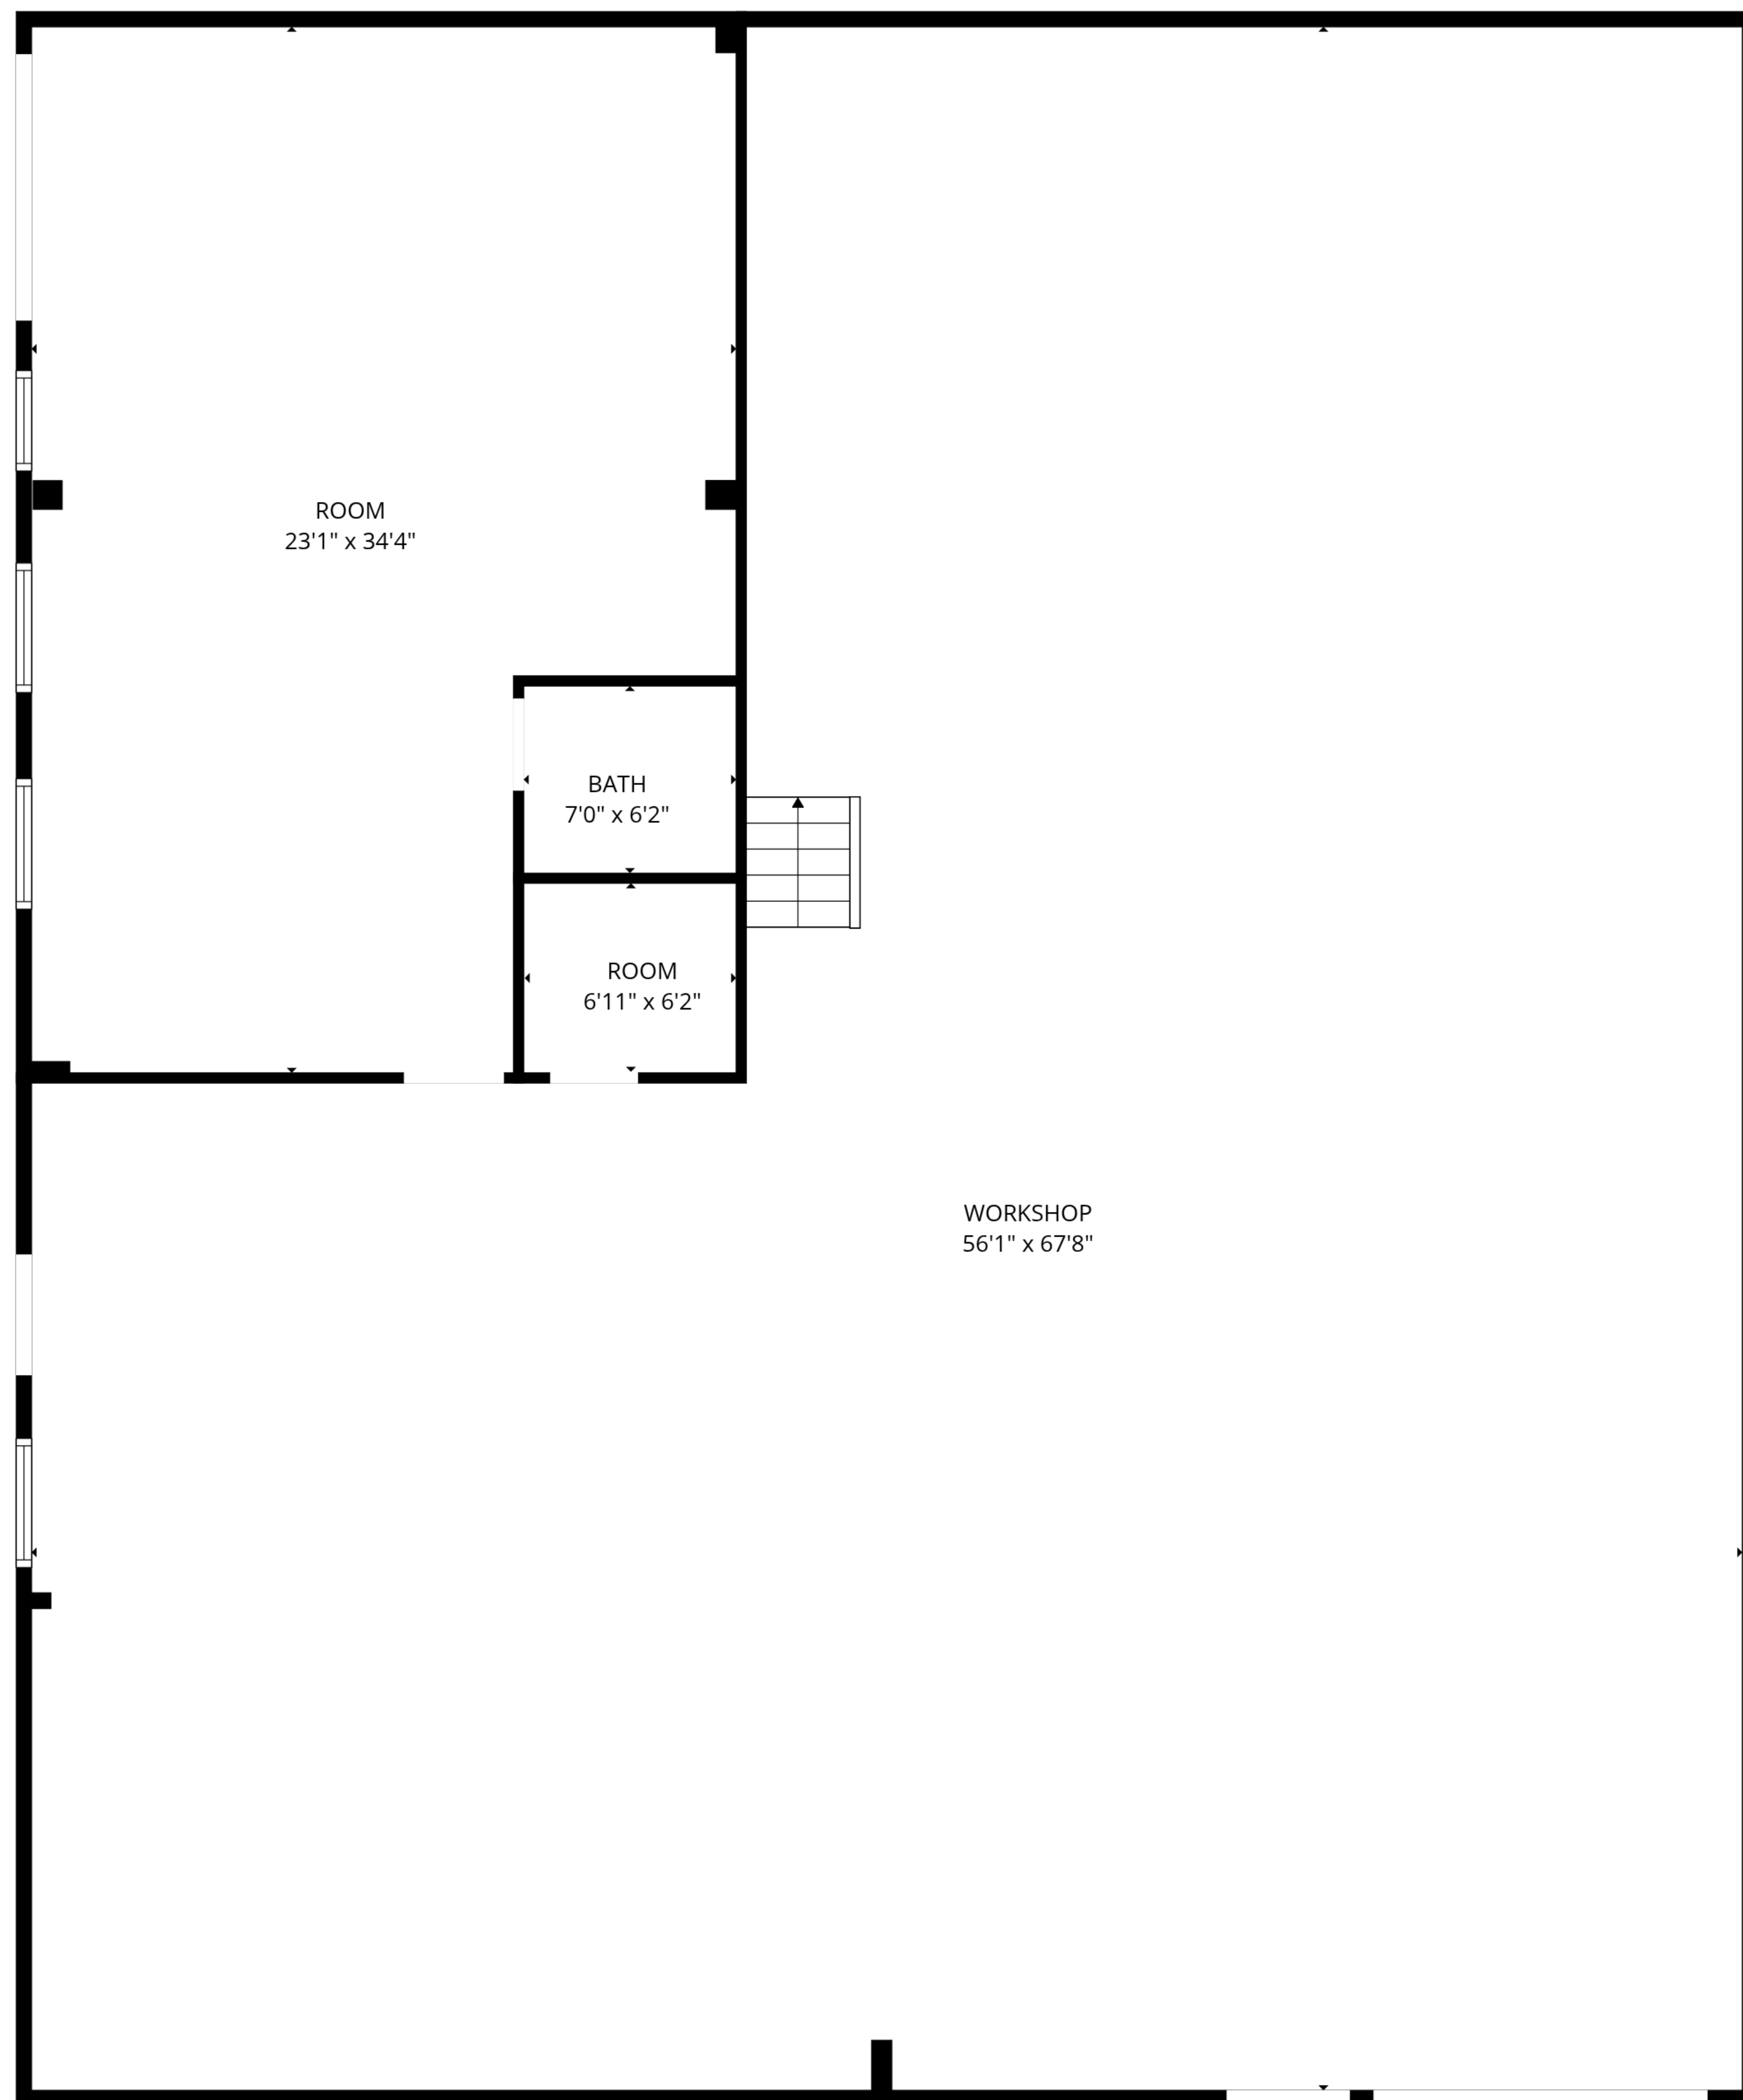 ROOM
23'1" x 34'4"
BATH
7'0" x 6'2"
ROOM
6'11" x 6'2"
WORKSHOP
56'1" x 67'8"